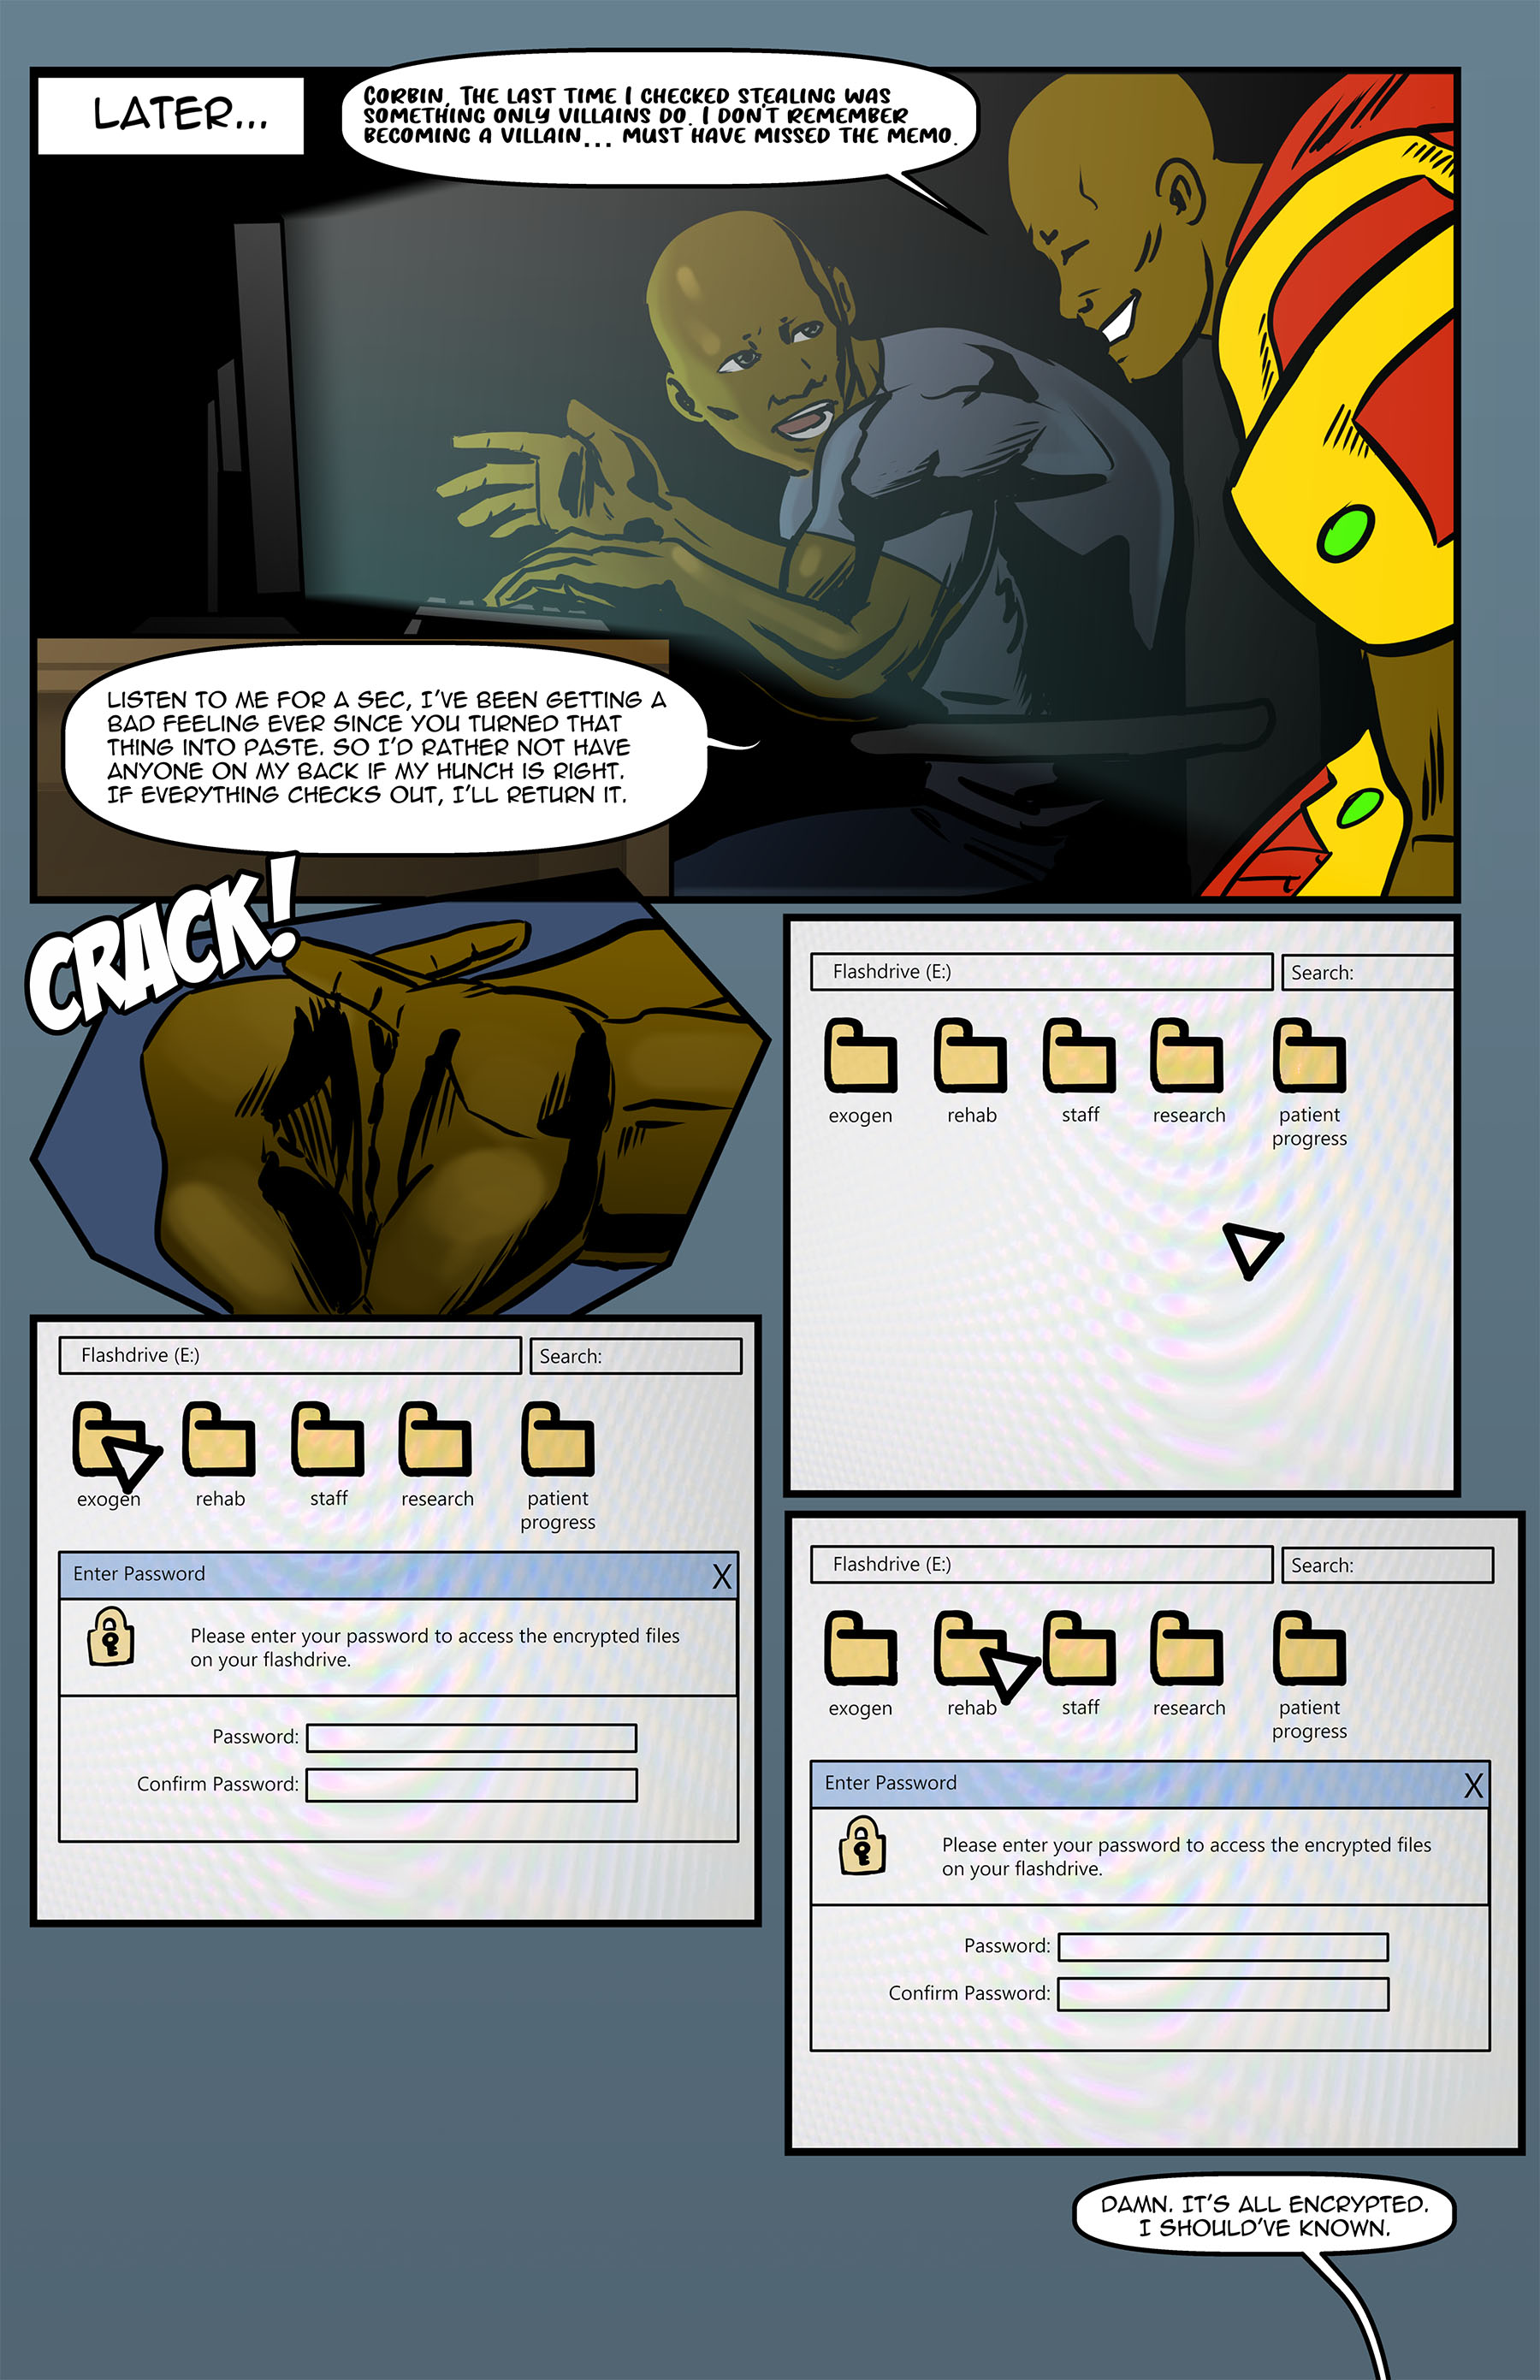 LATER...
CORBIN, THE LAST TIME I CHECKED STEALING WAS
SOMETHING ONLY VILLAINS DO. I DON'T REMEMBER
BECOMING A VILLAIN... MUST HAVE MISSED THE MEMO.
LISTEN TO ME FOR A SEC, I'VE BEEN GETTING A
BAD FEELING EVER SINCE YOU TURNED THAT
THING INTO PASTE. SO I'D RATHER NOT HAVE
ANYONE ON MY BACK IF MY HUNCH IS RIGHT.
IF EVERYTHING CHECKS OUT, I'LL RETURN IT.
CRACK!
Flashdrive (E:)
Search:
exogen
rehab
staff
research
patient
progress
Flashdrive (E:)
Search:
exogen
rehab
staff
research
patient
progress
Enter Password
X
Please enter your password to access the encrypted files
on your flashdrive.
Password:
Confirm Password:
Flashdrive (E:)
Search:
exogen
rehab
staff
research
patient
progress
Enter Password
X
Please enter your password to access the encrypted files
on your flashdrive.
Password:
Confirm Password:
DAMN. IT'S ALL ENCRYPTED.
I SHOULD'VE KNOWN.